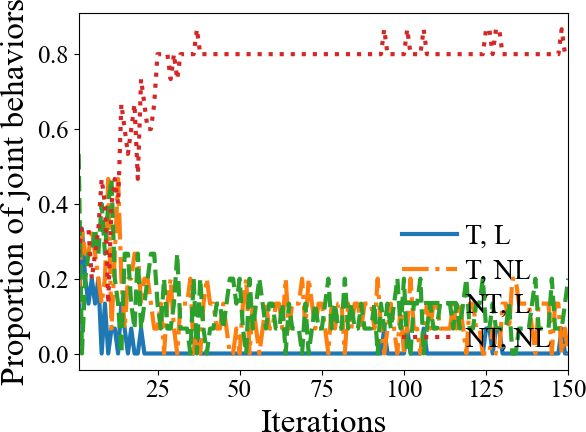 Proportion of joint behaviors
0.8
0.6
0.4
0.2
0.0
T, L
T, NL
NT, L
NT, NL
25
50
75
100
125
150
Iterations